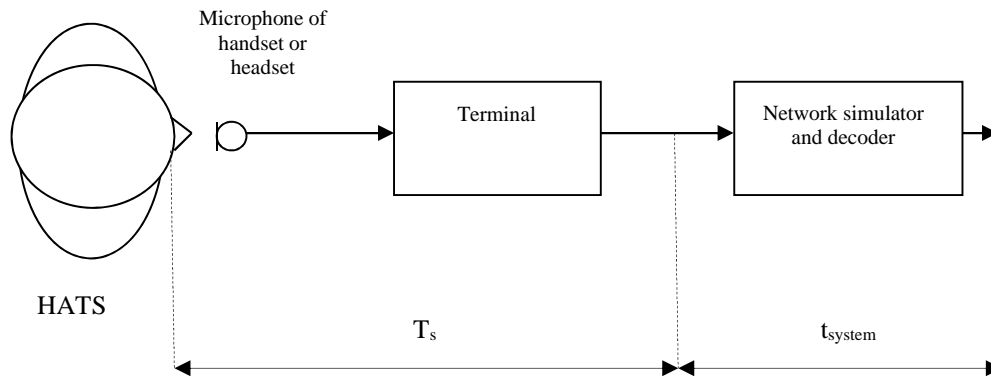 Microphone of
handset or
headset
Terminal
Network simulator
and decoder
HATS
Ts
tsystem